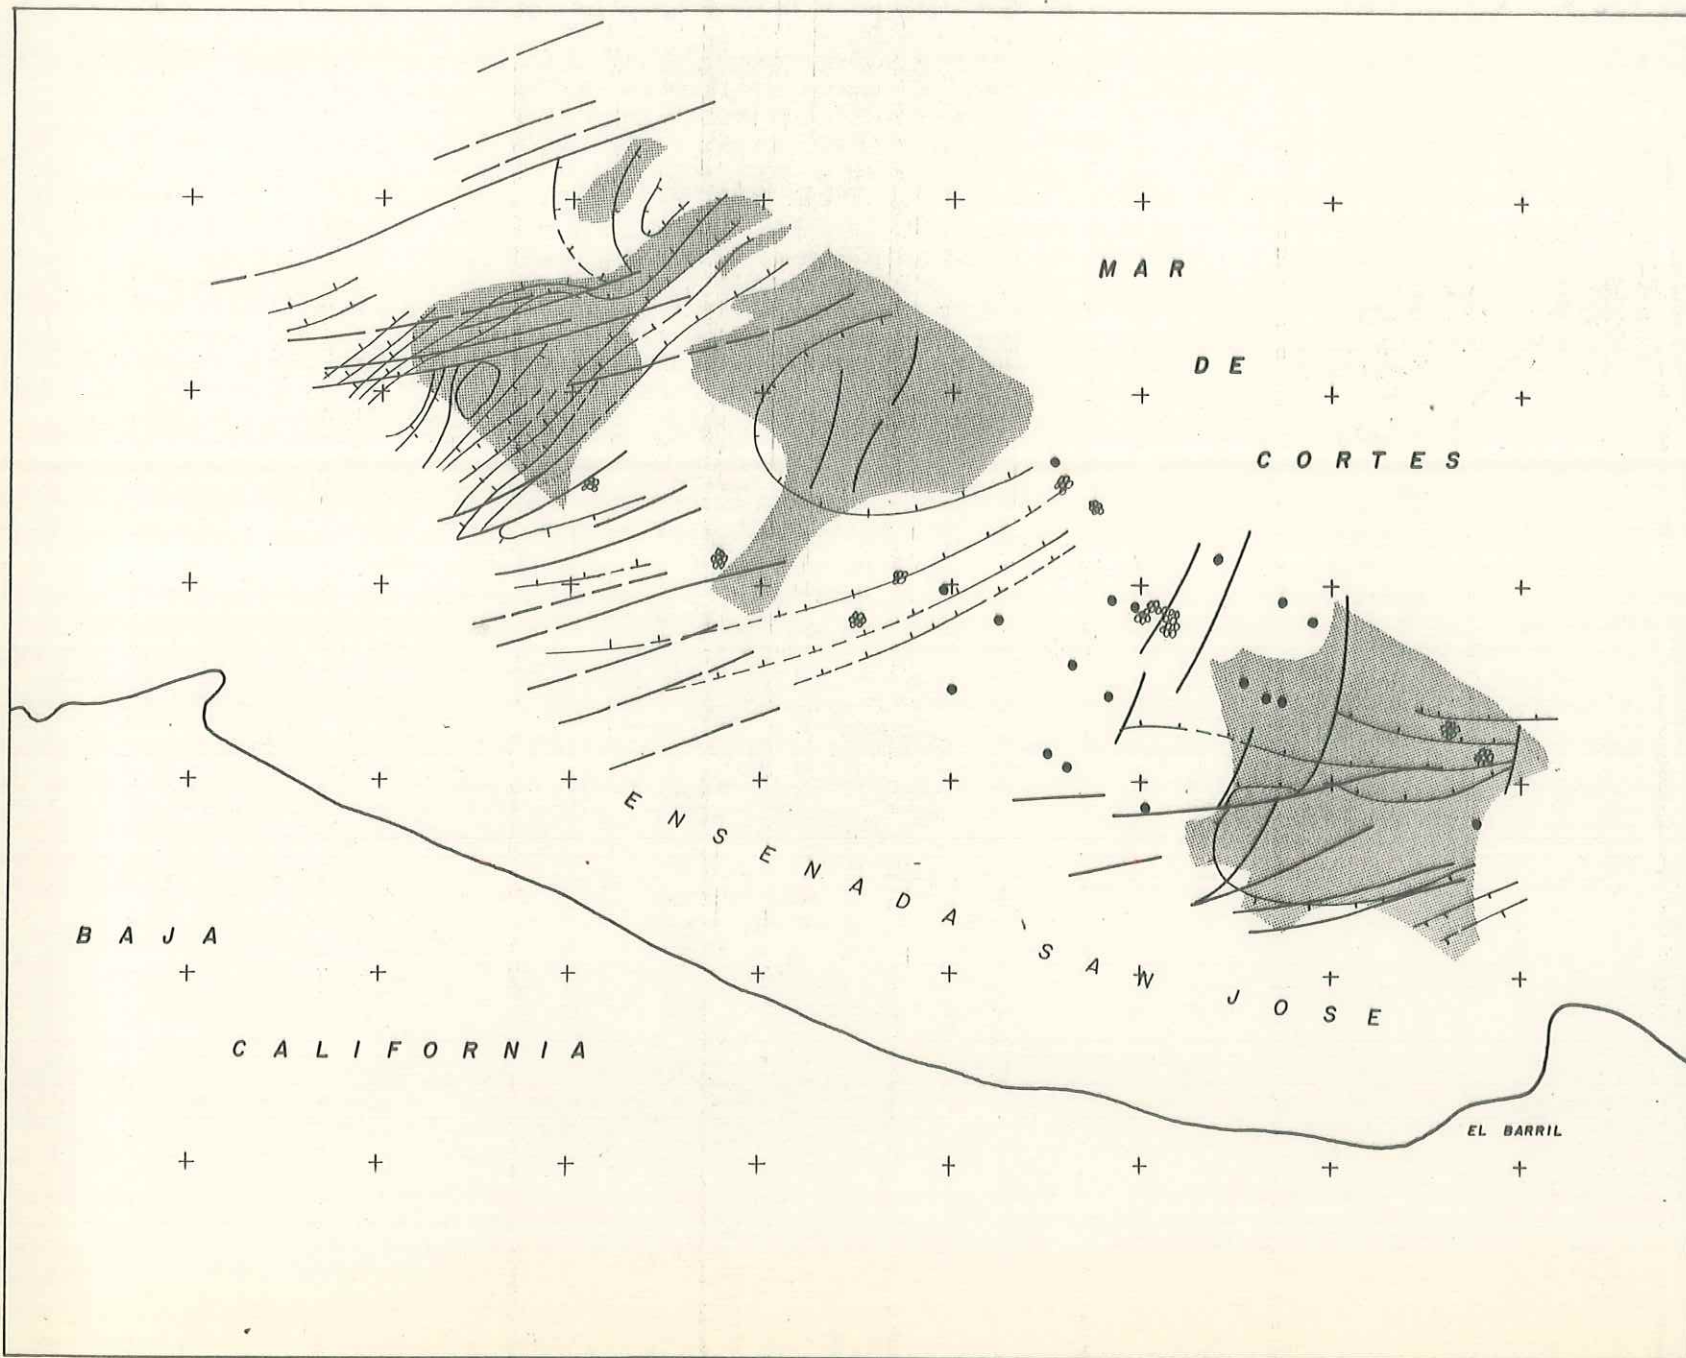 MAR
DE
CORTES
ENSENADA SAN JOSE
BAJA
CALIFORNIA
EL BARRIL